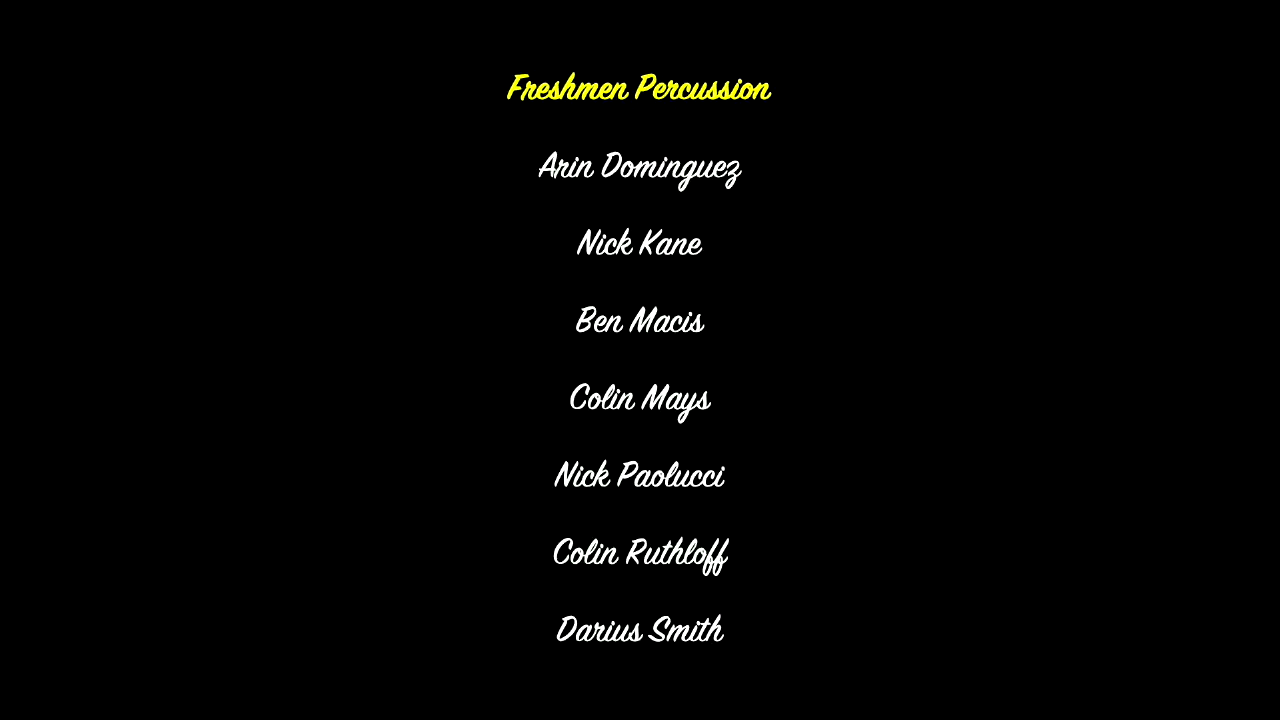 Freshmen Percussion
Arin Dominguez
Nick Kane
Ben Macis
Colin Mays
Nick Paolucci
Colin Ruthloff
Darius Smith